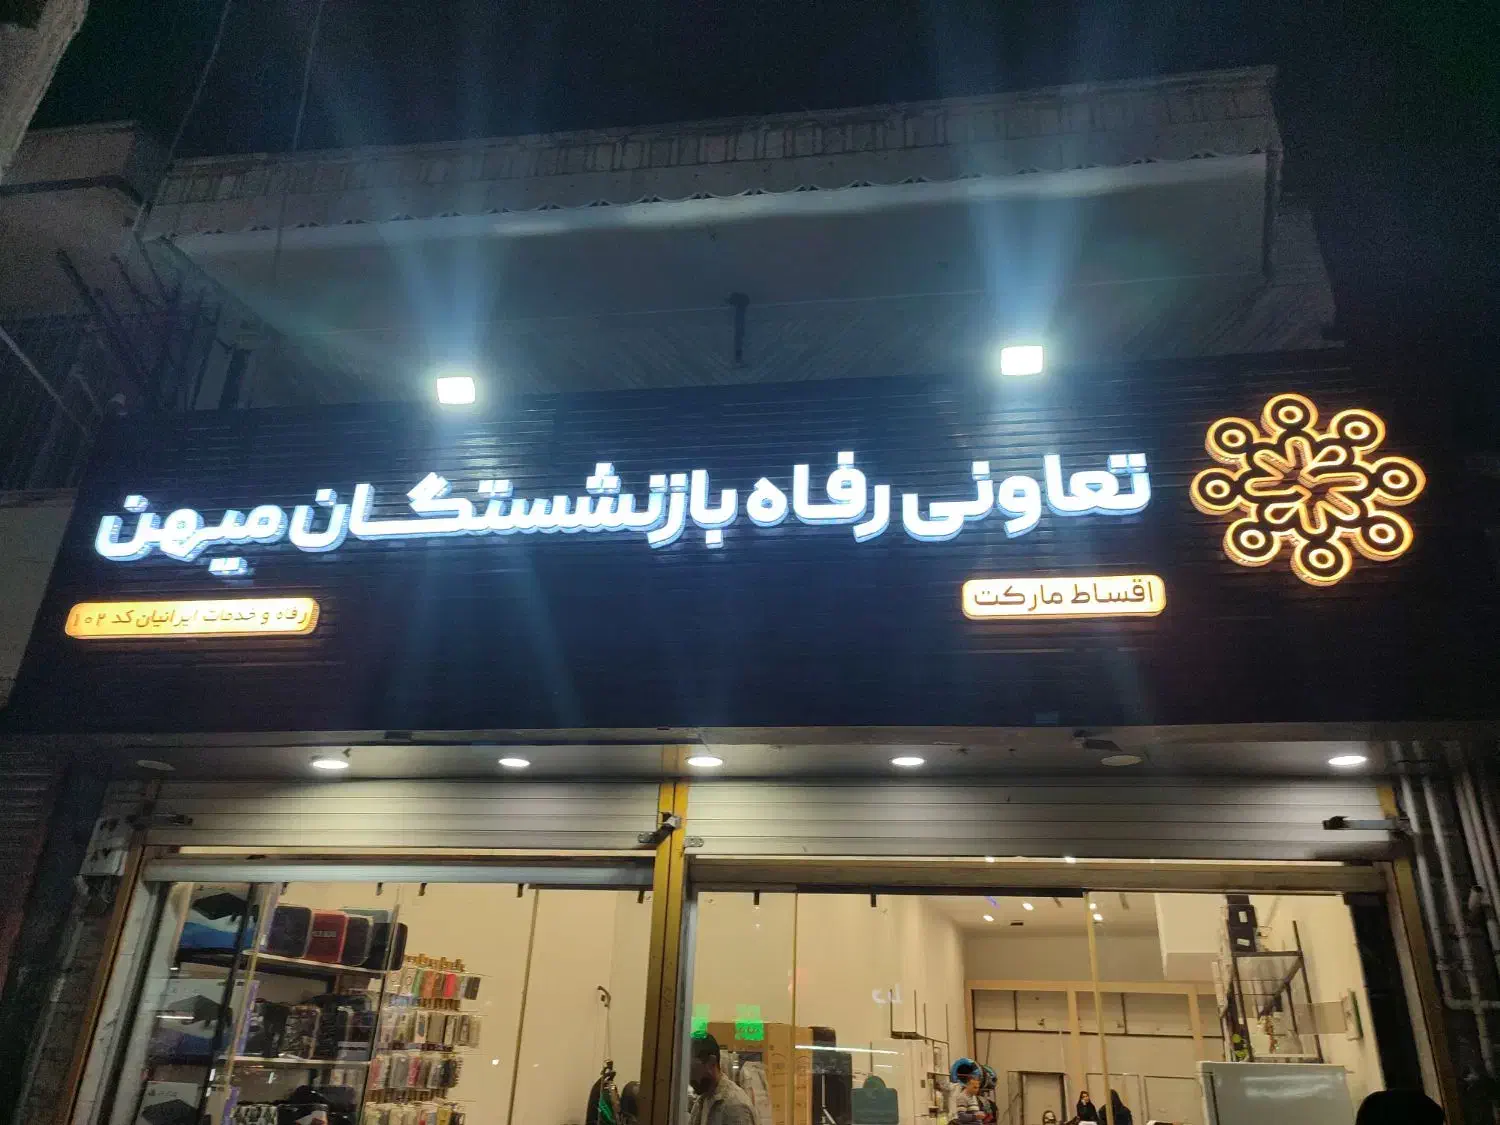 تعاونی رفاه بازنشستگان میهن
اقساط مارکت
رفاه و خدمات ایرانیان کد ۱۰۲